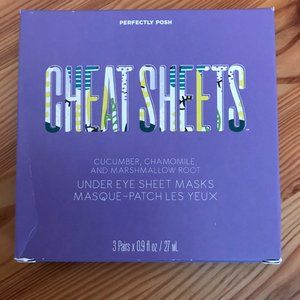 PERFECTLY POSH
CHEAT SHEETS™
CUCUMBER, CHAMOMILE,
AND MARSHMALLOW ROOT
UNDER EYE SHEET MASKS
MASQUE-PATCH LES YEUX
3 Pairs x 0.9 fl oz / 27 mL